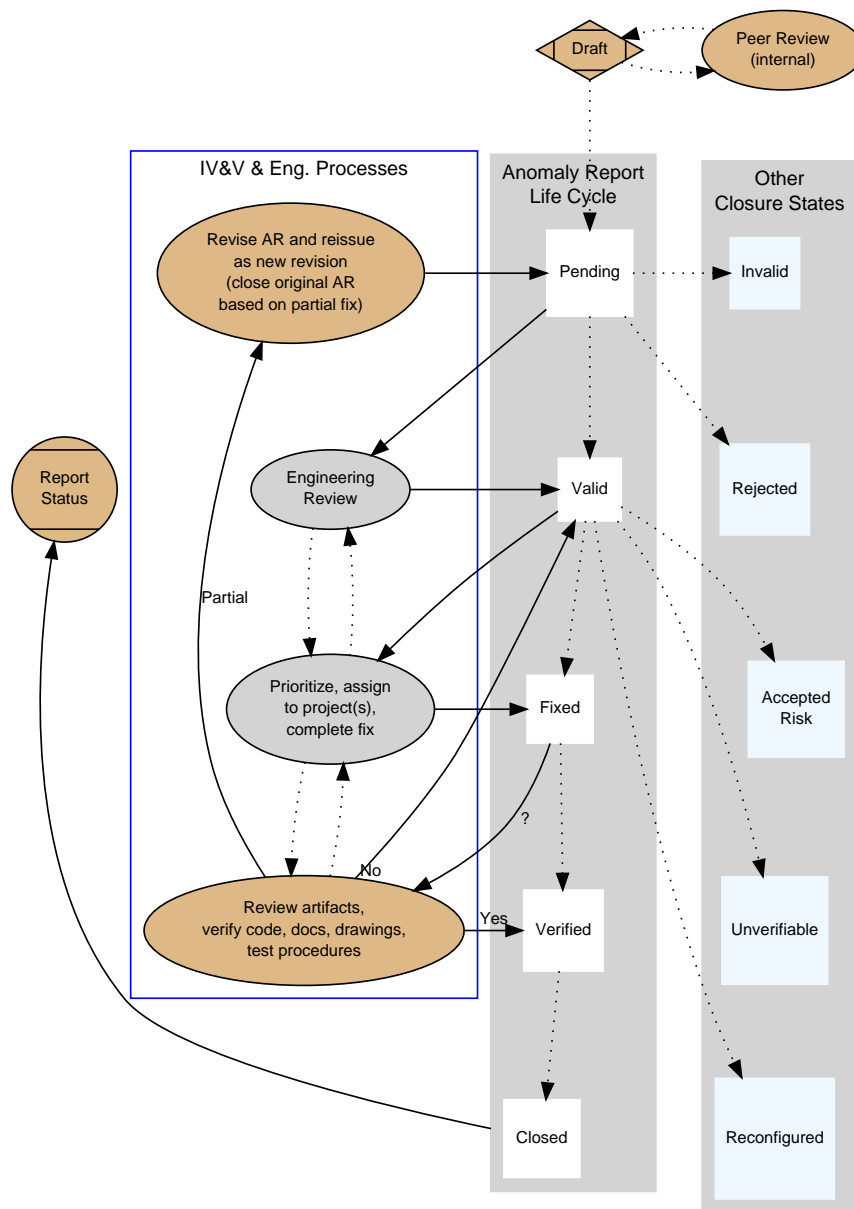 Draft
Peer Review
(internal)
IV&V & Eng. Processes
Anomaly Report
Life Cycle
Other
Closure States
Revise AR and reissue
as new revision
(close original AR
based on partial fix)
Pending
Invalid
Report
Status
Engineering
Review
Valid
Rejected
Partial
Prioritize, assign
to project(s),
complete fix
Fixed
Accepted
Risk
?
No
Review artifacts,
verify code, docs, drawings,
test procedures
Yes
Verified
Unverifiable
Closed
Reconfigured